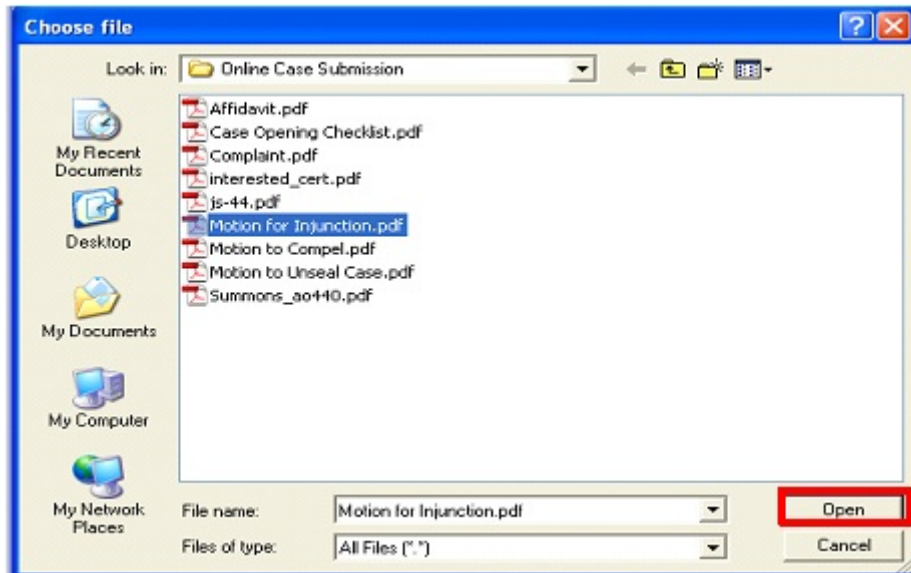 Choose file
Look in: Online Case Submission
My Recent
Documents
Desktop
My Documents
My Computer
My Network
Places
Affidavit.pdf
Case Opening Checklist.pdf
Complaint.pdf
interested_cert.pdf
js-44.pdf
Motion for Injunction.pdf
Motion to Compel.pdf
Motion to Unseal Case.pdf
Summons_ao440.pdf
File name: Motion for Injunction.pdf Open
Files of type: All Files (*.*) Cancel